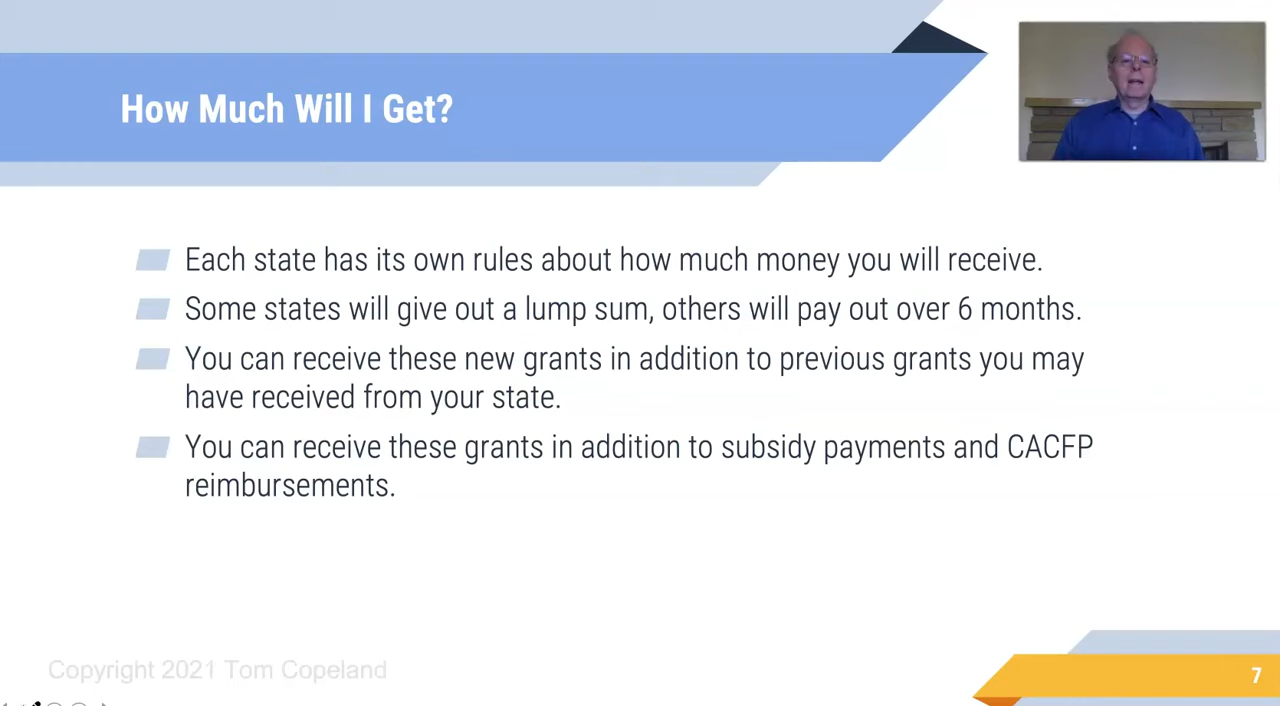 How Much Will I Get?
Each state has its own rules about how much money you will receive.
Some states will give out a lump sum, others will pay out over 6 months.
You can receive these new grants in addition to previous grants you may
have received from your state.
You can receive these grants in addition to subsidy payments and CACFP
reimbursements.
Copyright 2021 Tom Copeland
7